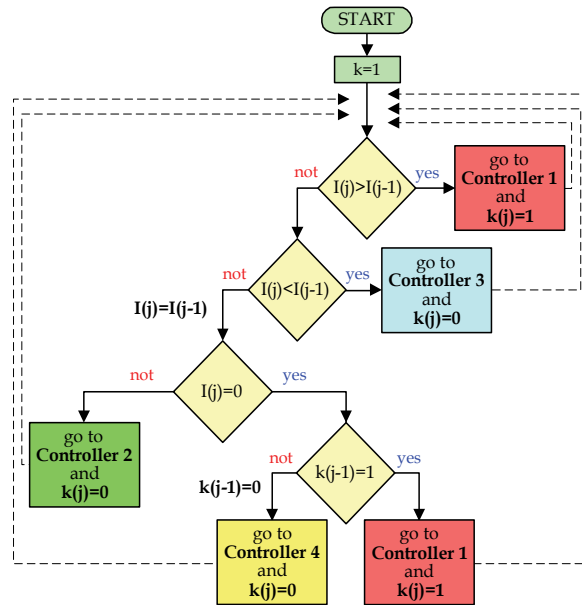 START
k=1
I(j)>I(j-1)
not
yes
go to
Controller 1
and
k(j)=1
I(j)<I(j-1)
not
yes
go to
Controller 3
and
k(j)=0
I(j)=I(j-1)
I(j)=0
not
yes
go to
Controller 2
and
k(j)=0
k(j-1)=1
not
yes
k(j-1)=0
go to
Controller 4
and
k(j)=0
go to
Controller 1
and
k(j)=1